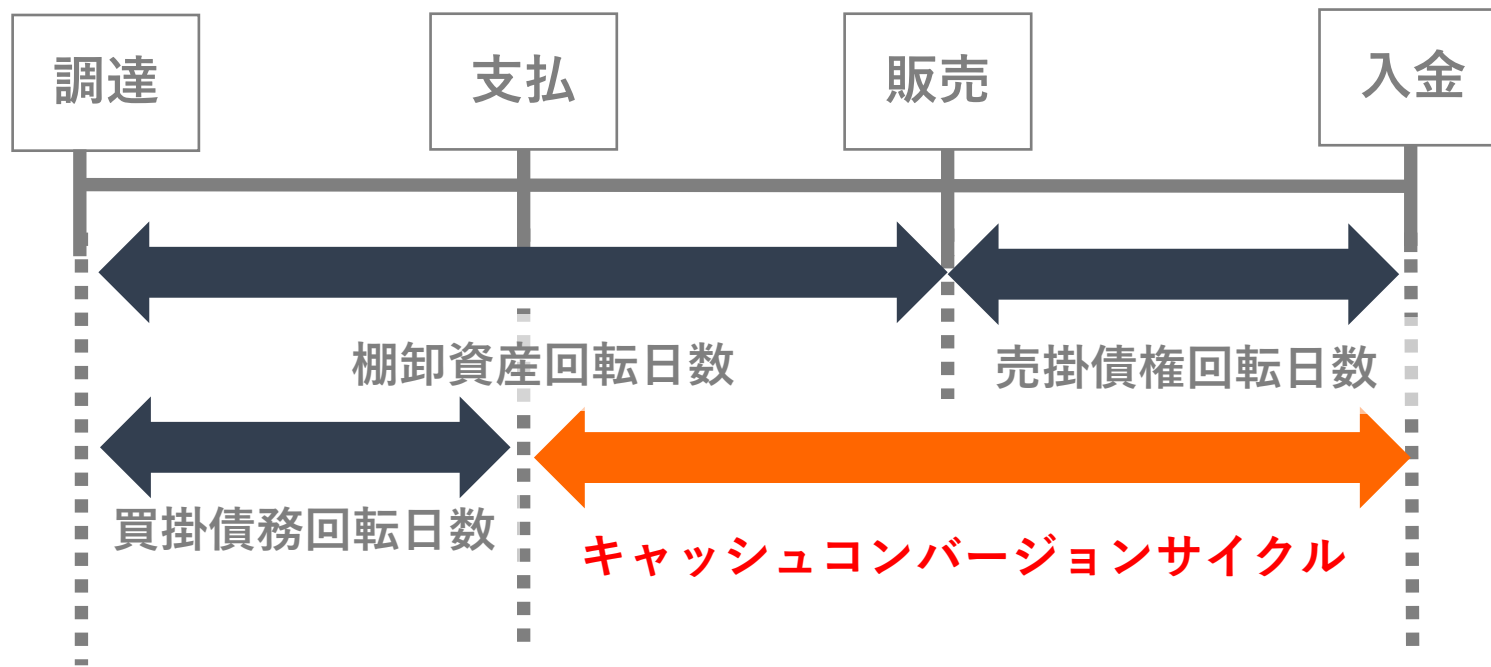 調達
支払
販売
入金
棚卸資産回転日数
売掛債権回転日数
買掛債務回転日数
キャッシュコンバージョンサイクル